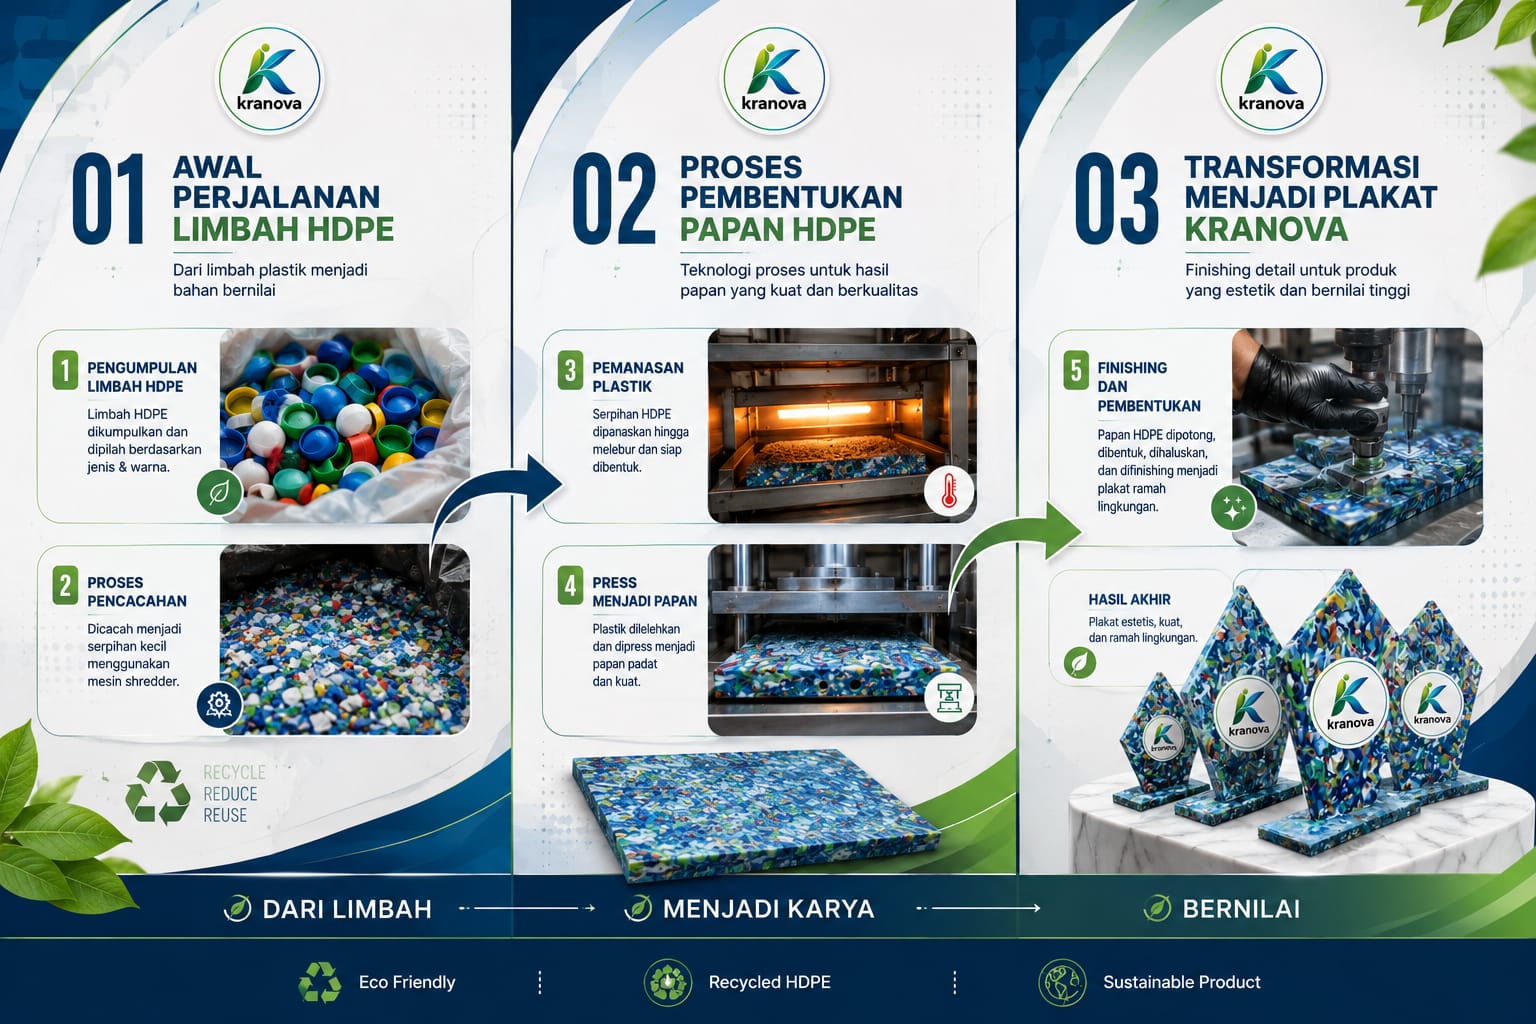 kranova
01
AWAL
PERJALANAN
LIMBAH HDPE
Dari limbah plastik menjadi
bahan bernilai
1
PENGUMPULAN
LIMBAH HDPE
Limbah HDPE
dikumpulkan dan
dipilah berdasarkan
jenis & warna.
2
PROSES
PENCACAHAN
Dicacah menjadi
serpihan kecil
menggunakan
mesin shredder.
RECYCLE
REDUCE
REUSE
kranova
02
PROSES
PEMBENTUKAN
PAPAN HDPE
Teknologi proses untuk hasil
papan yang kuat dan berkualitas
3
PEMANASAN
PLASTIK
Serpihan HDPE
dipanaskan hingga
melebur dan siap
dibentuk.
4
PRESS
MENJADI PAPAN
Plastik dilelehkan
dan dipress menjadi
papan padat
dan kuat.
kranova
03
TRANSFORMASI
MENJADI PLAKAT
KRANOVA
Finishing detail untuk produk
yang estetik dan bernilai tinggi
5
FINISHING
DAN
PEMBENTUKAN
Papan HDPE dipotong,
dibentuk, dihaluskan,
dan difinishing menjadi
plakat ramah
lingkungan.
HASIL AKHIR
Plakat estetis, kuat,
dan ramah lingkungan.
kranova
kranova
kranova
kranova
DARI LIMBAH
MENJADI KARYA
BERNILAI
Eco Friendly
Recycled HDPE
Sustainable Product